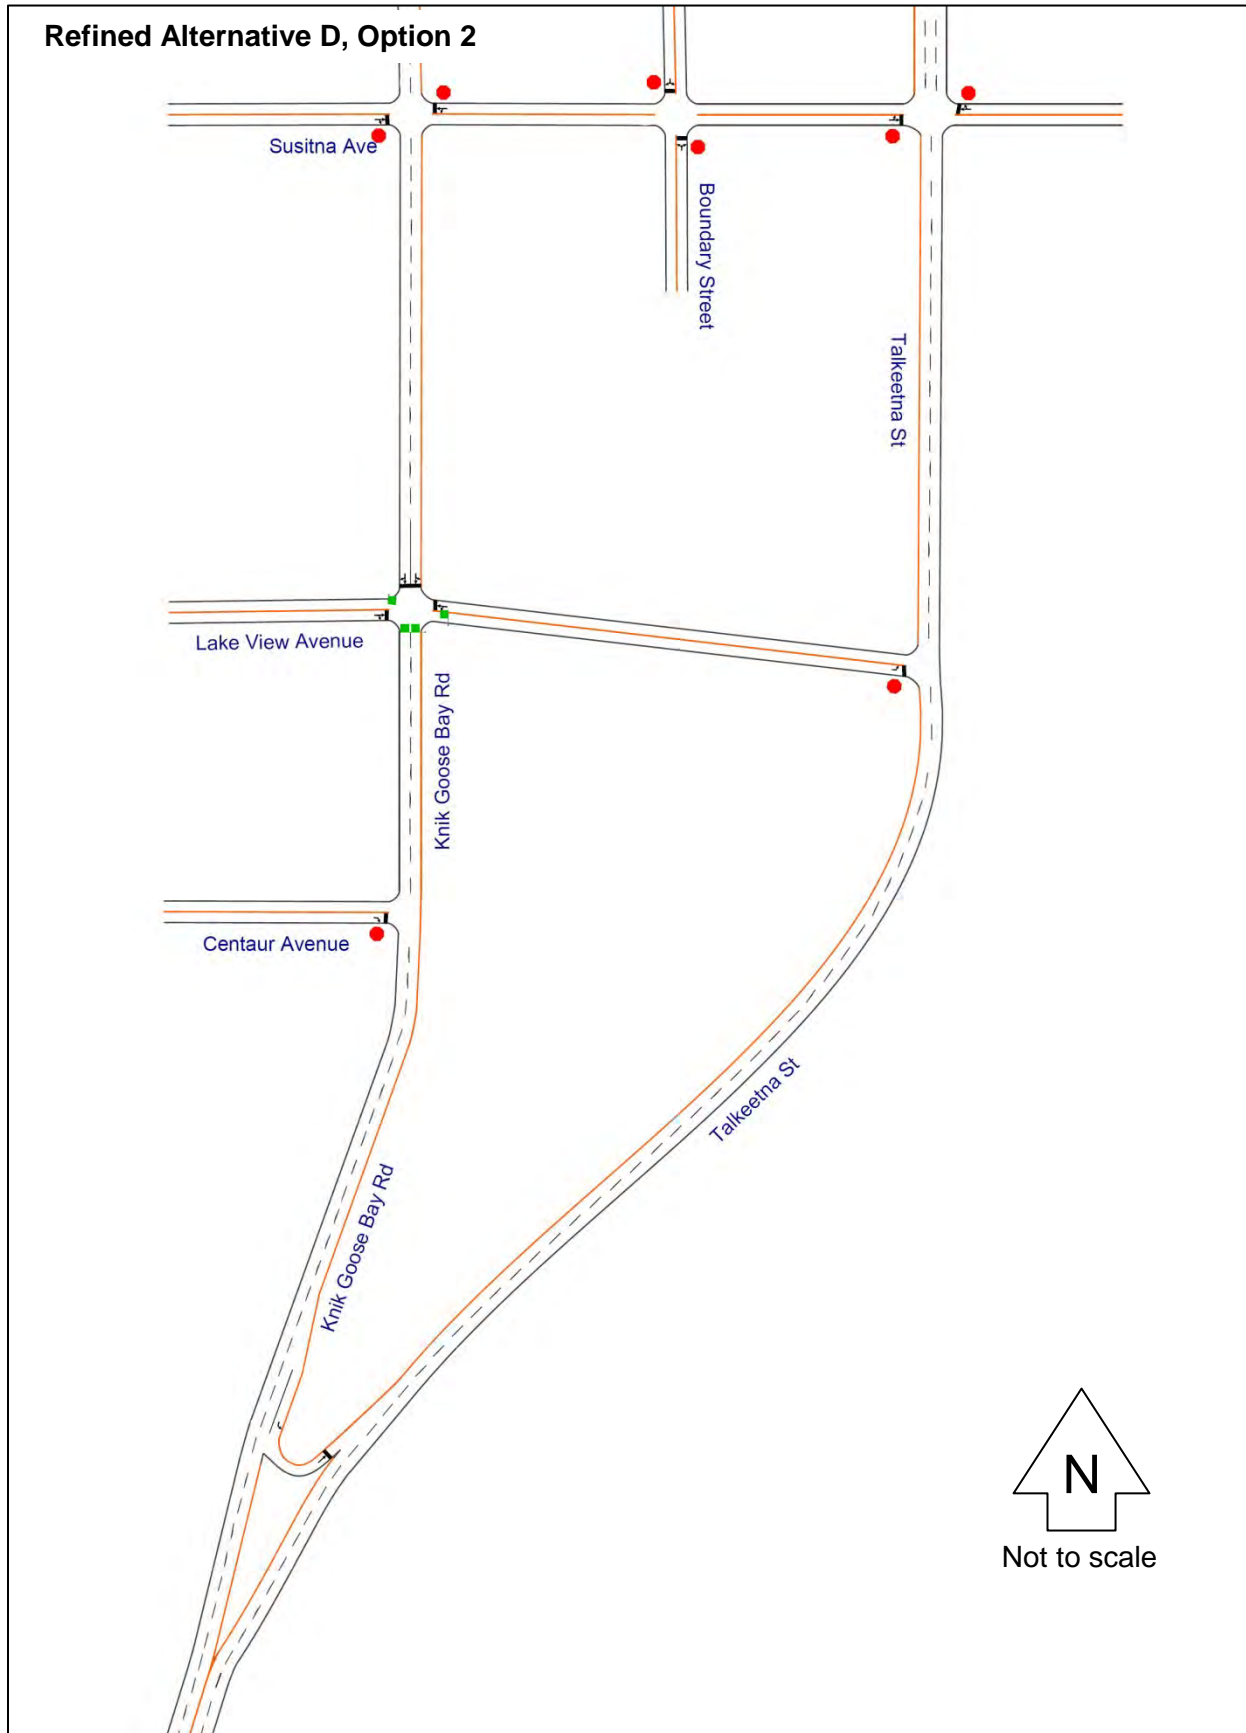 Refined Alternative D, Option 2
Susitna Ave
Boundary Street
Talkeetna St
Lake View Avenue
Knik Goose Bay Rd
Centaur Avenue
Talkeetna St
Knik Goose Bay Rd
N
Not to scale